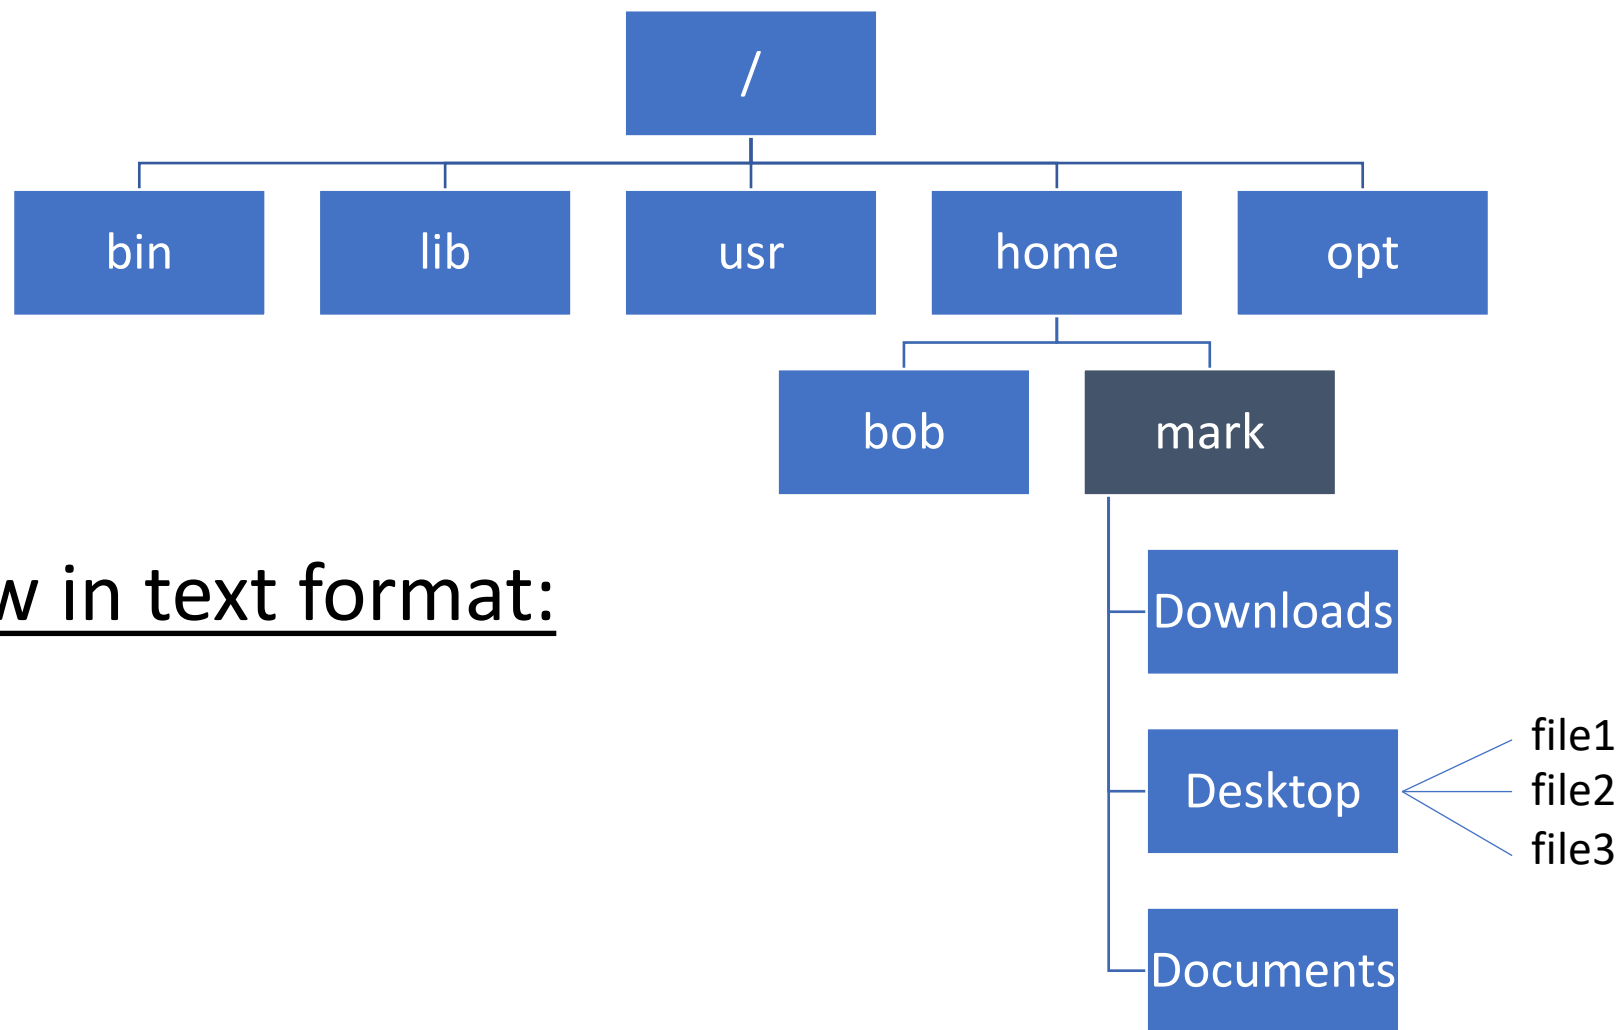 /
bin lib usr home opt
bob mark
in text format:
Downloads
file1
Desktop file2
file3
Documents